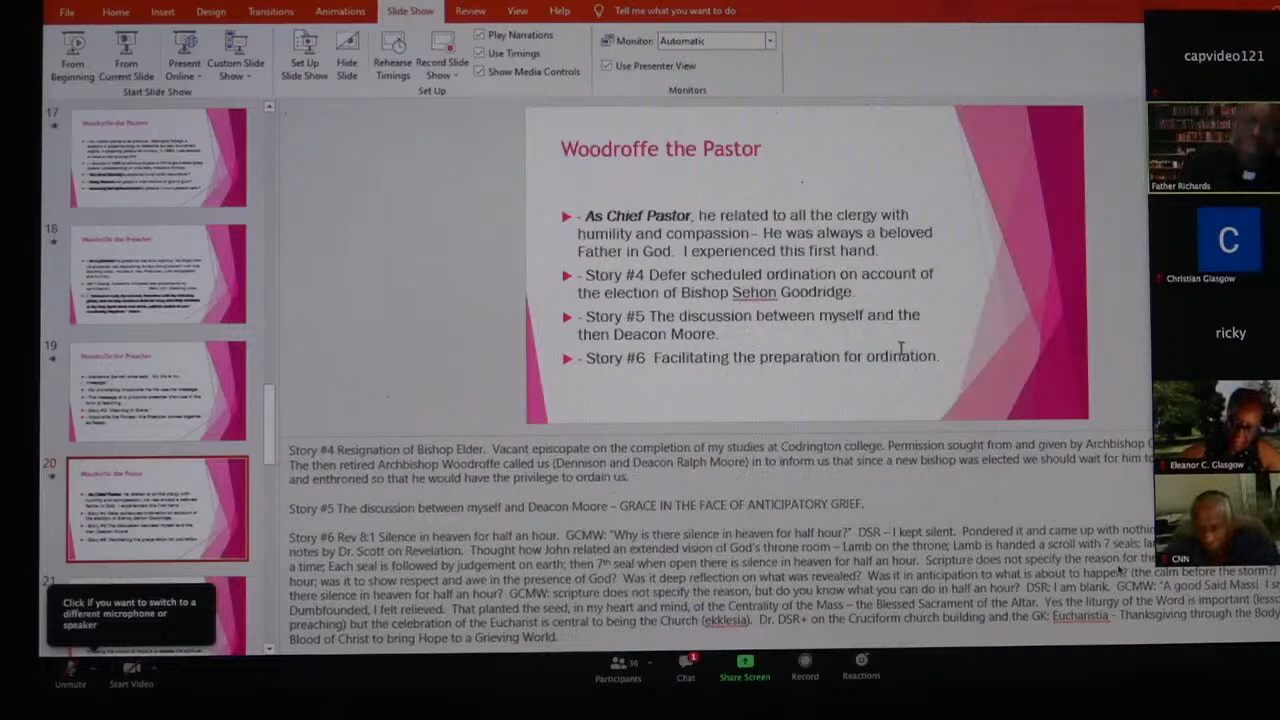 File Home Insert Design Transitions Animations Slide Show Review View Help Tell me what you want to do
From Beginning
From Current Slide
Present Online
Custom Slide Show
Start Slide Show
Set Up Slide Show
Hide Slide
Rehearse Timings
Record Slide Show
Play Narrations
Use Timings
Show Media Controls
Set Up
Monitor: Automatic
Use Presenter View
Monitors
17
Woodroffe the Pastor
18
Woodroffe the Preacher
19
Woodroffe the Preacher
20
Woodroffe the Pastor
21
Woodroffe the Pastor
- As Chief Pastor, he related to all the clergy with
humility and compassion– He was always a beloved
Father in God. I experienced this first hand.
- Story #4 Defer scheduled ordination on account of
the election of Bishop Sehon Goodridge.
- Story #5 The discussion between myself and the
then Deacon Moore.
- Story #6 Facilitating the preparation for ordination.
Story #4 Resignation of Bishop Elder. Vacant episcopate on the completion of my studies at Codrington college. Permission sought from and given by Archbishop
The then retired Archbishop Woodroffe called us (Dennison and Deacon Ralph Moore) in to inform us that since a new bishop was elected we should wait for him to
and enthroned so that he would have the privilege to ordain us.
Story #5 The discussion between myself and Deacon Moore – GRACE IN THE FACE OF ANTICIPATORY GRIEF.
Story #6 Rev 8:1 Silence in heaven for half an hour. GCMW: "Why is there silence in heaven for half hour?" DSR – I kept silent. Pondered it and came up with
notes by Dr. Scott on Revelation. Thought how John related an extended vision of God's throne room – Lamb on the throne; Lamb is handed a scroll with 7 seals;
a time; Each seal is followed by judgement on earth; then 7th seal when open there is silence in heaven for half an hour. Scripture does not specify the reason for the
hour; was it to show respect and awe in the presence of God? Was it deep reflection on what was revealed? Was it in anticipation to what is about to happen? (the calm before the storm?)
there silence in heaven for half an hour? GCMW: scripture does not specify the reason, but do you know what you can do in half an hour? DSR: I am blank. GCMW: "A good Said Mass! I
Dumbfounded, I felt relieved. That planted the seed, in my heart and mind, of the Centrality of the Mass – the Blessed Sacrament of the Altar. Yes the liturgy of the Word is important
preaching) but the celebration of the Eucharist is central to being the Church (ekklesia). Dr. DSR+ on the Cruciform church building and the GK: Eucharistia - Thanksgiving through the Body
Blood of Christ to bring Hope to a Grieving World.
Click if you want to switch to a
different microphone or
speaker
Unmute
Start Video
36
Participants
1
Chat
Share Screen
Record
Reactions
capvideo121
Father Richards
C
Christian Glasgow
ricky
Eleanor C. Glasgow
CNN